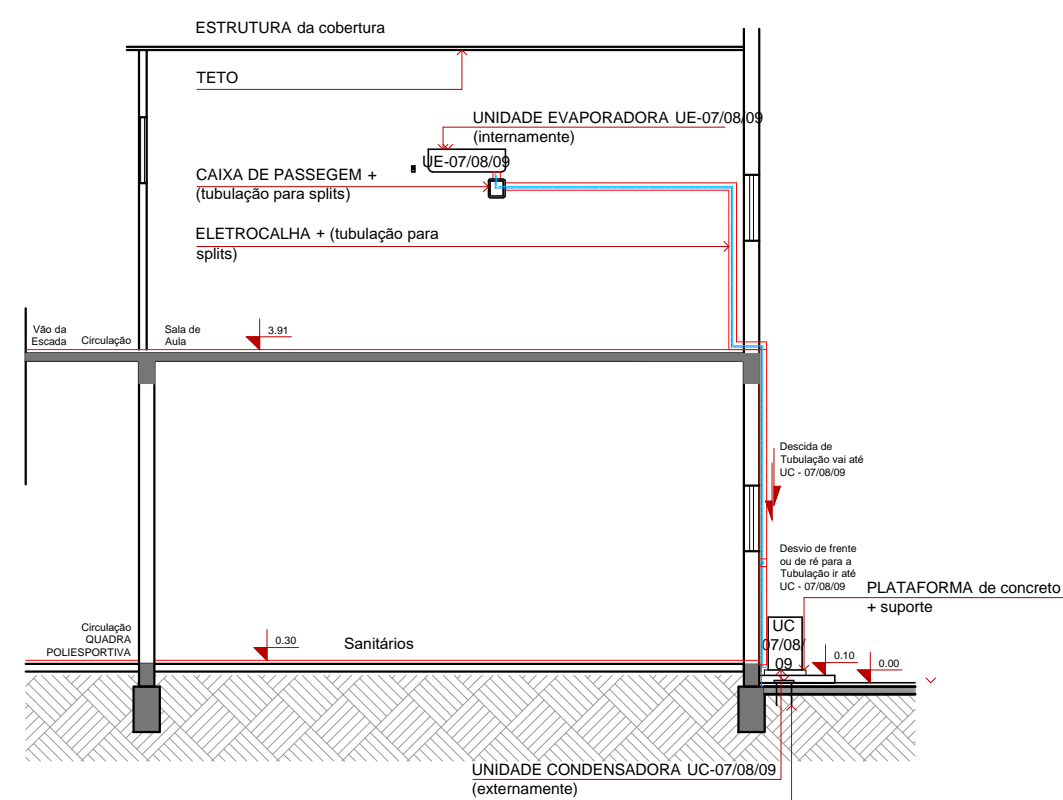 ESTRUTURA da cobertura
TETO
UNIDADE EVAPORADORA UE-07/08/09
(internamente)
UE-07/08/09
CAIXA DE PASSEGEM +
(tubulação para splits)
ELETROCALHA + (tubulação para
splits)
Vão da
Escada
Circulação
Sala de
Aula
3.91
Descida de
Tubulação vai até
UC - 07/08/09
Desvio de frente
ou de ré para a
Tubulação ir até
UC - 07/08/09
PLATAFORMA de concreto
+ suporte
Circulação
QUADRA
POLIESPORTIVA
0.30
Sanitários
UC
07/08/
09
0.10
0.00
UNIDADE CONDENSADORA UC-07/08/09
(externamente)